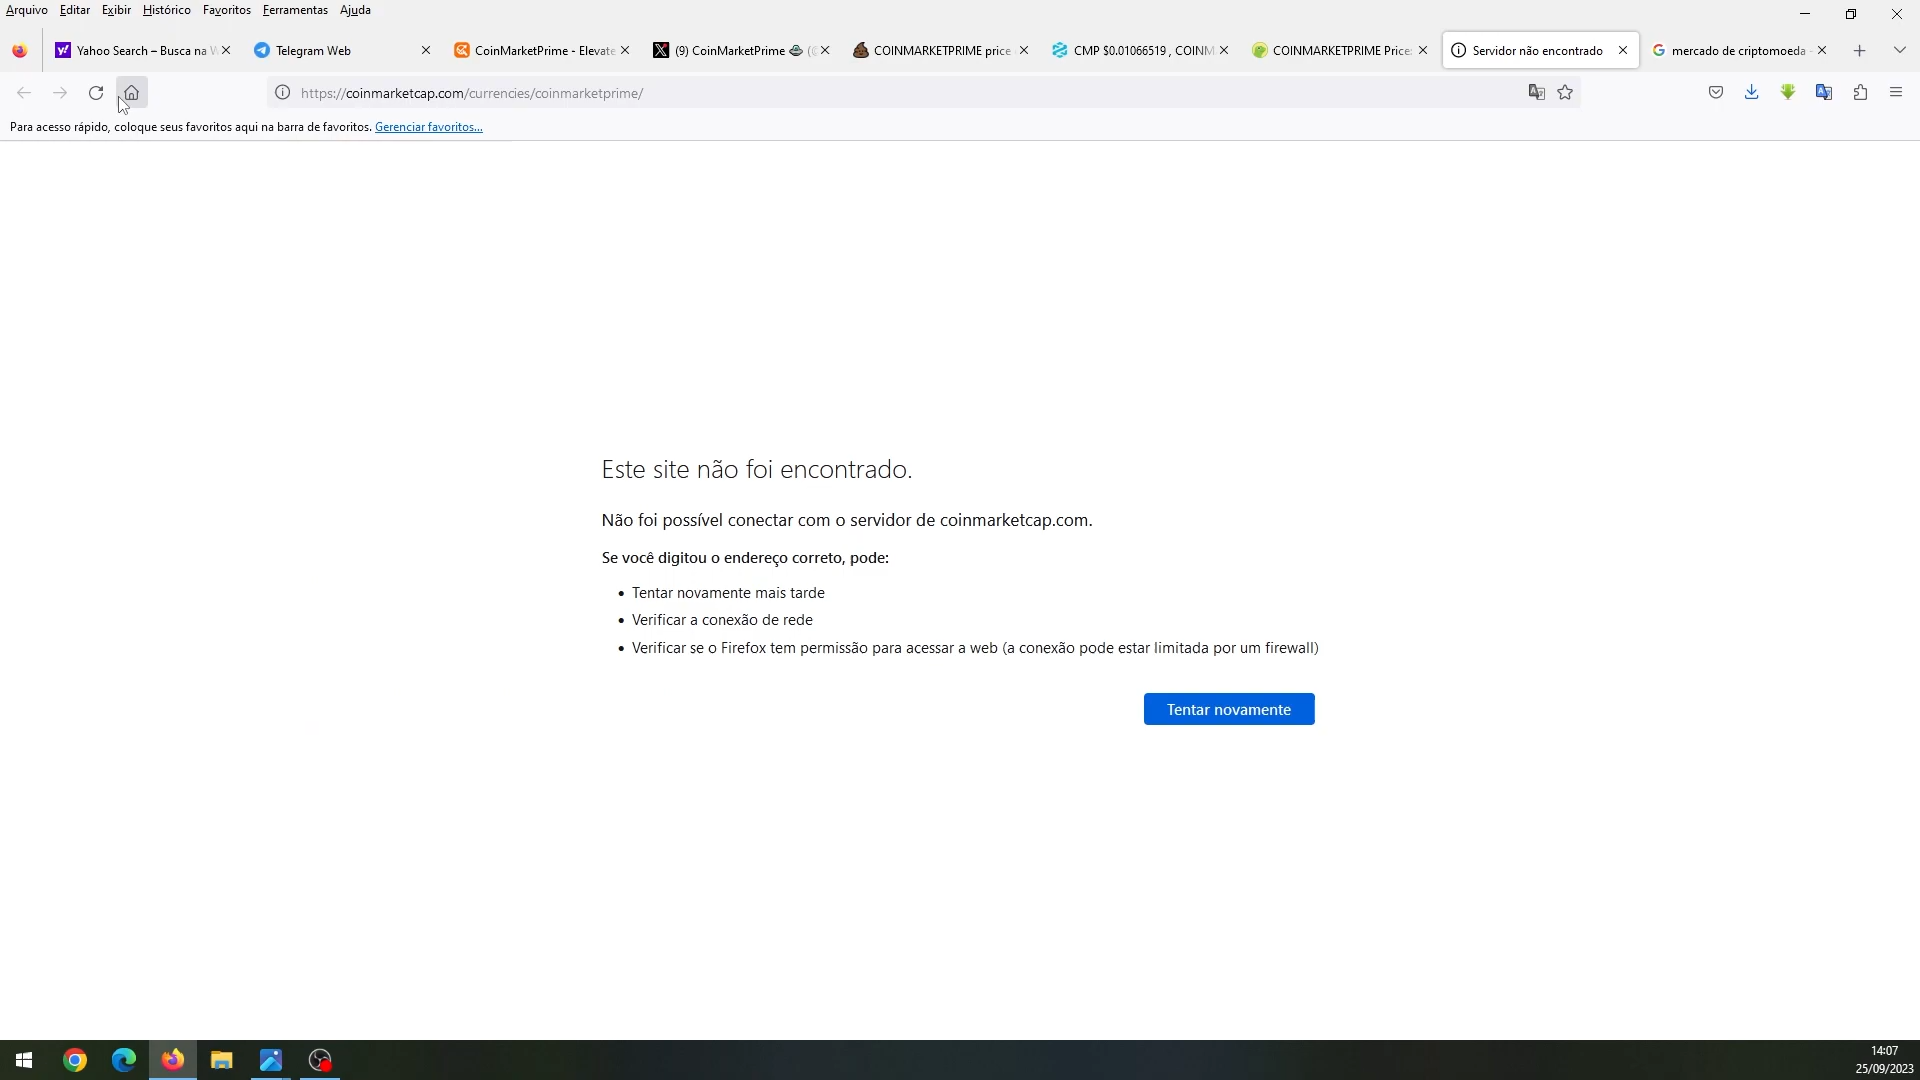 Arquivo Editar Exibir Histórico Favoritos Ferramentas Ajuda
Yahoo Search – Busca na W
Telegram Web
CoinMarketPrime - Elevate
(9) CoinMarketPrime
COINMARKETPRIME price
CMP $0.01066519 , COINM
COINMARKETPRIME Price:
Servidor não encontrado
mercado de criptomoeda -
https://coinmarketcap.com/currencies/coinmarketprime/
Para acesso rápido, coloque seus favoritos aqui na barra de favoritos. Gerenciar favoritos...
Este site não foi encontrado.
Não foi possível conectar com o servidor de coinmarketcap.com.
Se você digitou o endereço correto, pode:
• Tentar novamente mais tarde
• Verificar a conexão de rede
• Verificar se o Firefox tem permissão para acessar a web (a conexão pode estar limitada por um firewall)
Tentar novamente
14:07
25/09/2023